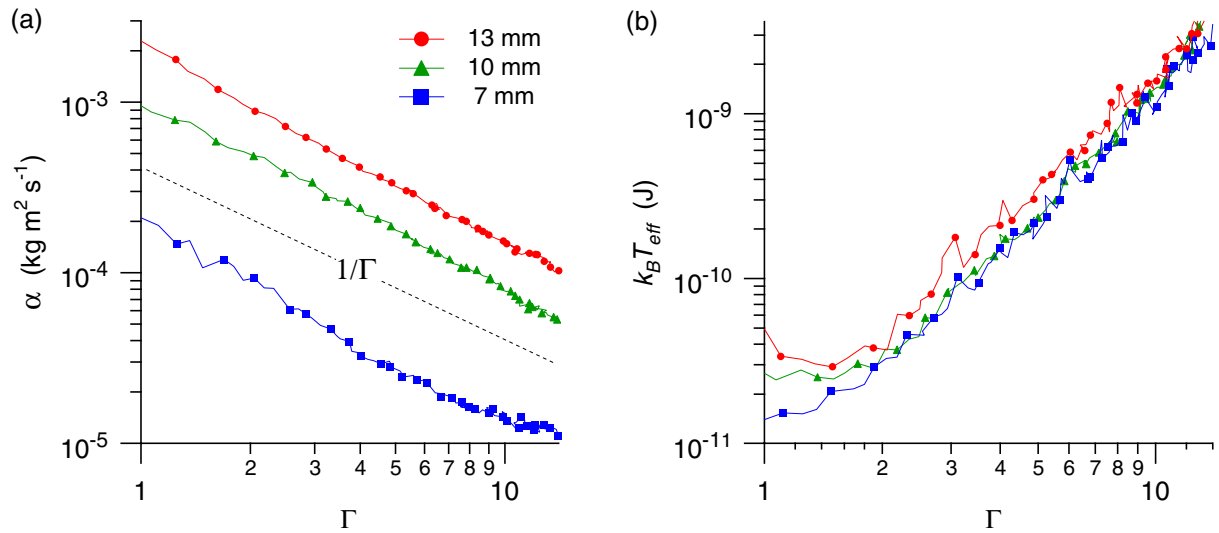 (a)
13 mm
10 mm
7 mm
10⁻³
10⁻⁴
10⁻⁵
α (kg m² s⁻¹)
1/Γ
1
2
3
4
5
6
7
8
9
10
Γ
(b)
10⁻⁹
10⁻¹⁰
10⁻¹¹
k_BT_eff (J)
1
2
3
4
5
6
7
8
9
10
Γ